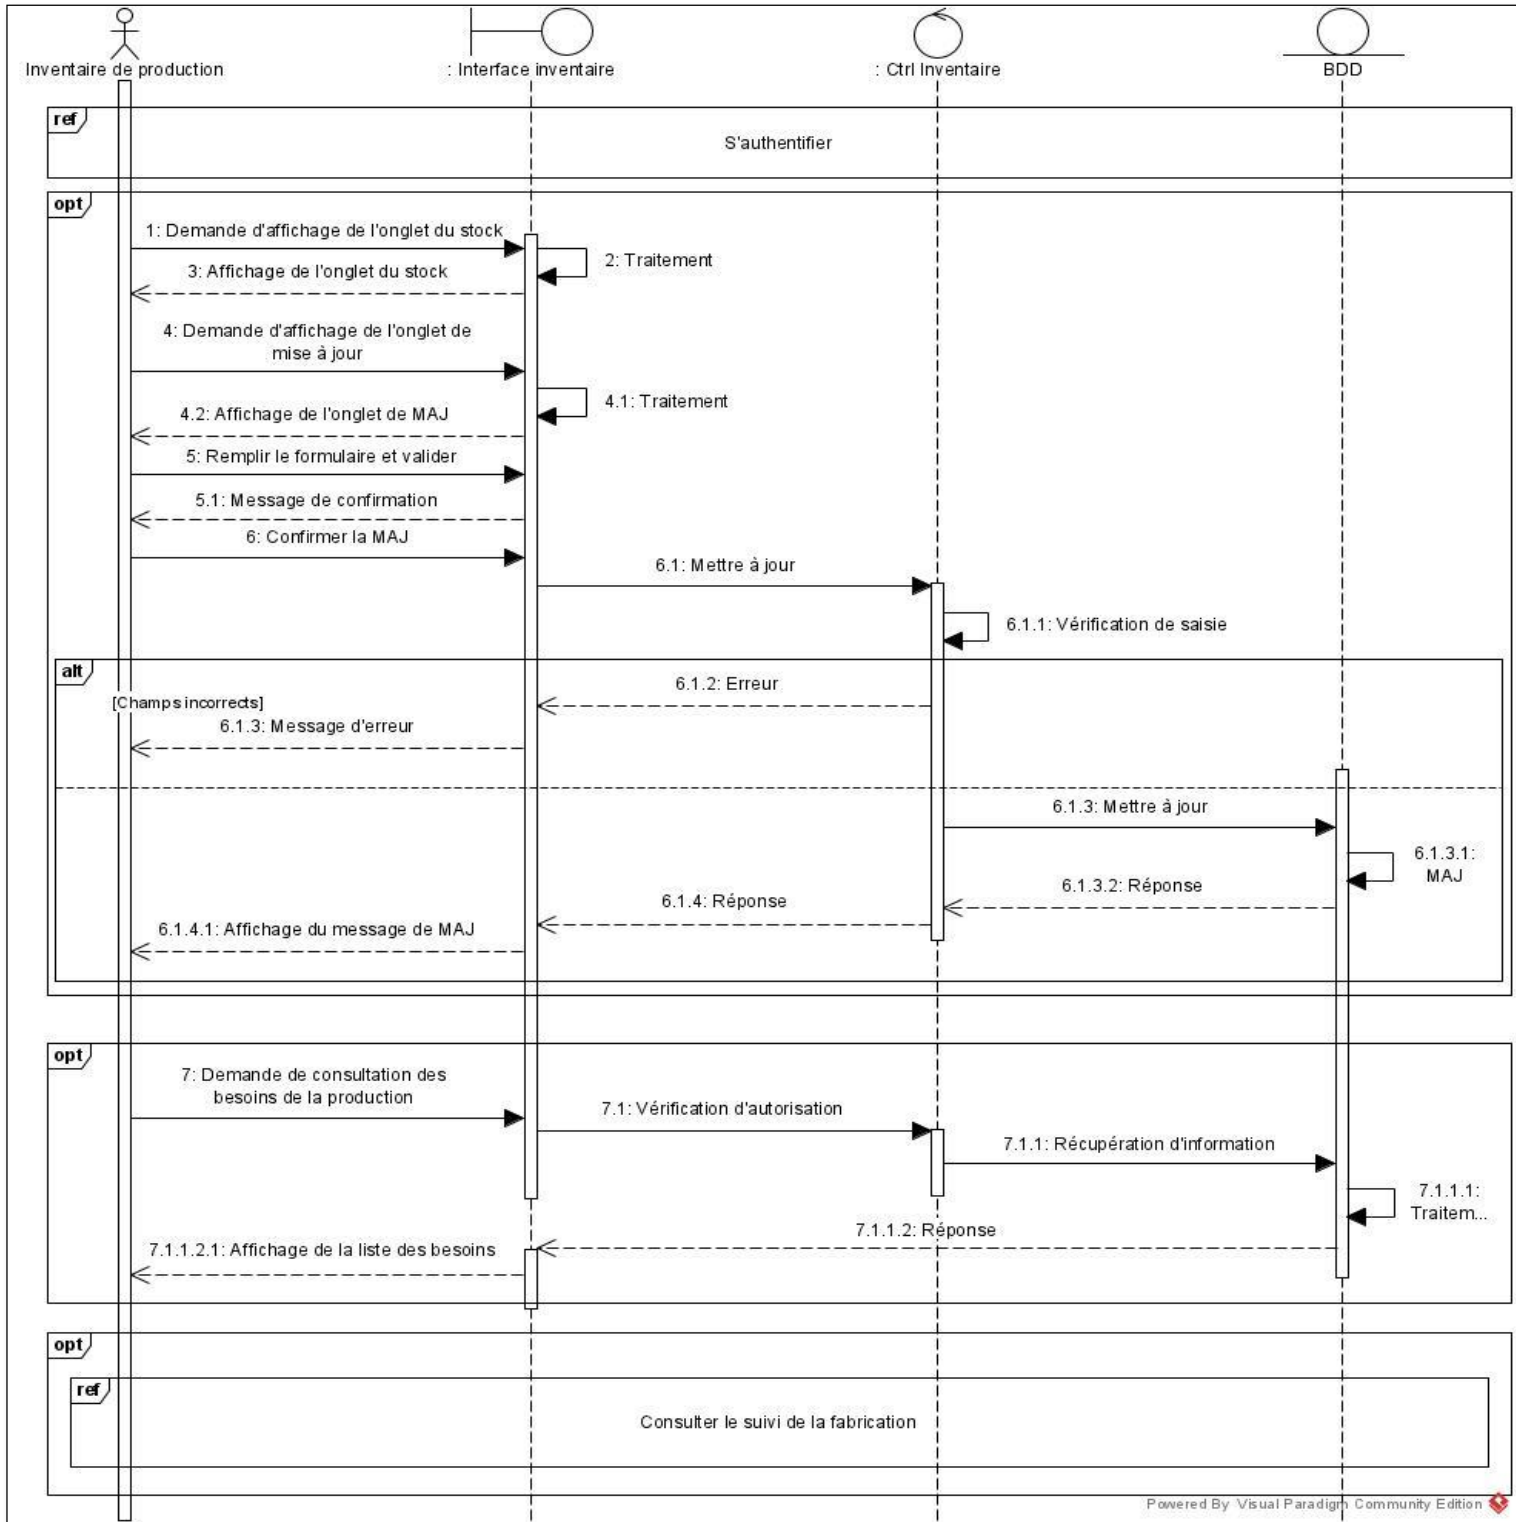 Inventaire de production
: Interface inventaire
: Ctrl Inventaire
BDD
ref
S'authentifier
opt
1: Demande d'affichage de l'onglet du stock
2: Traitement
3: Affichage de l'onglet du stock
4: Demande d'affichage de l'onglet de
mise à jour
4.1: Traitement
4.2: Affichage de l'onglet de MAJ
5: Remplir le formulaire et valider
5.1: Message de confirmation
6: Confirmer la MAJ
6.1: Mettre à jour
6.1.1: Vérification de saisie
alt
6.1.2: Erreur
[Champs incorrects]
6.1.3: Message d'erreur
6.1.3: Mettre à jour
6.1.3.1:
MAJ
6.1.3.2: Réponse
6.1.4: Réponse
6.1.4.1: Affichage du message de MAJ
opt
7: Demande de consultation des
besoins de la production
7.1: Vérification d'autorisation
7.1.1: Récupération d'information
7.1.1.1:
Traitem...
7.1.1.2: Réponse
7.1.1.2.1: Affichage de la liste des besoins
opt
ref
Consulter le suivi de la fabrication
Powered By Visual Paradigm Community Edition